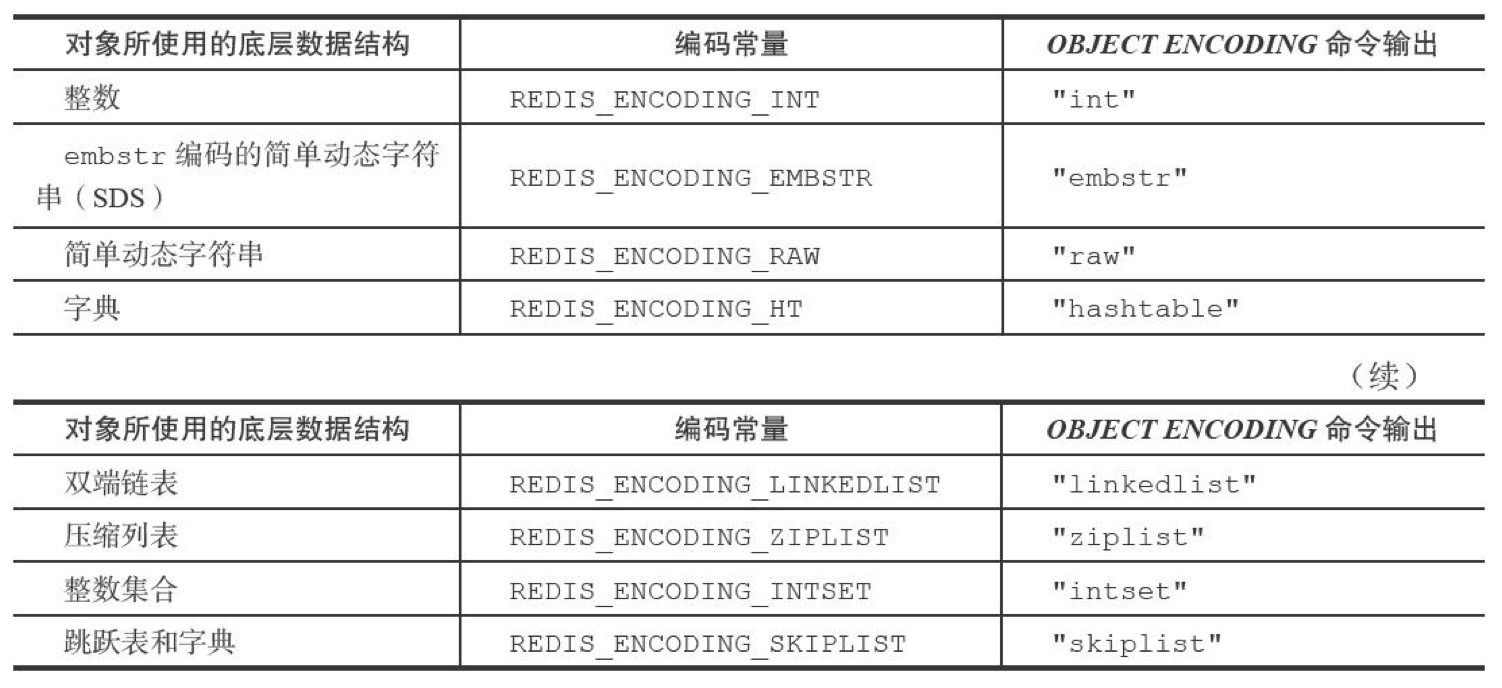 对象所使用的底层数据结构 编码常量 OBJECT ENCODING 命令输出
整数 REDIS_ENCODING_INT "int"
embstr 编码的简单动态字符
串（SDS） REDIS_ENCODING_EMBSTR "embstr"
简单动态字符串 REDIS_ENCODING_RAW "raw"
字典 REDIS_ENCODING_HT "hashtable"
（续）
对象所使用的底层数据结构 编码常量 OBJECT ENCODING 命令输出
双端链表 REDIS_ENCODING_LINKEDLIST "linkedlist"
压缩列表 REDIS_ENCODING_ZIPLIST "ziplist"
整数集合 REDIS_ENCODING_INTSET "intset"
跳跃表和字典 REDIS_ENCODING_SKIPLIST "skiplist"